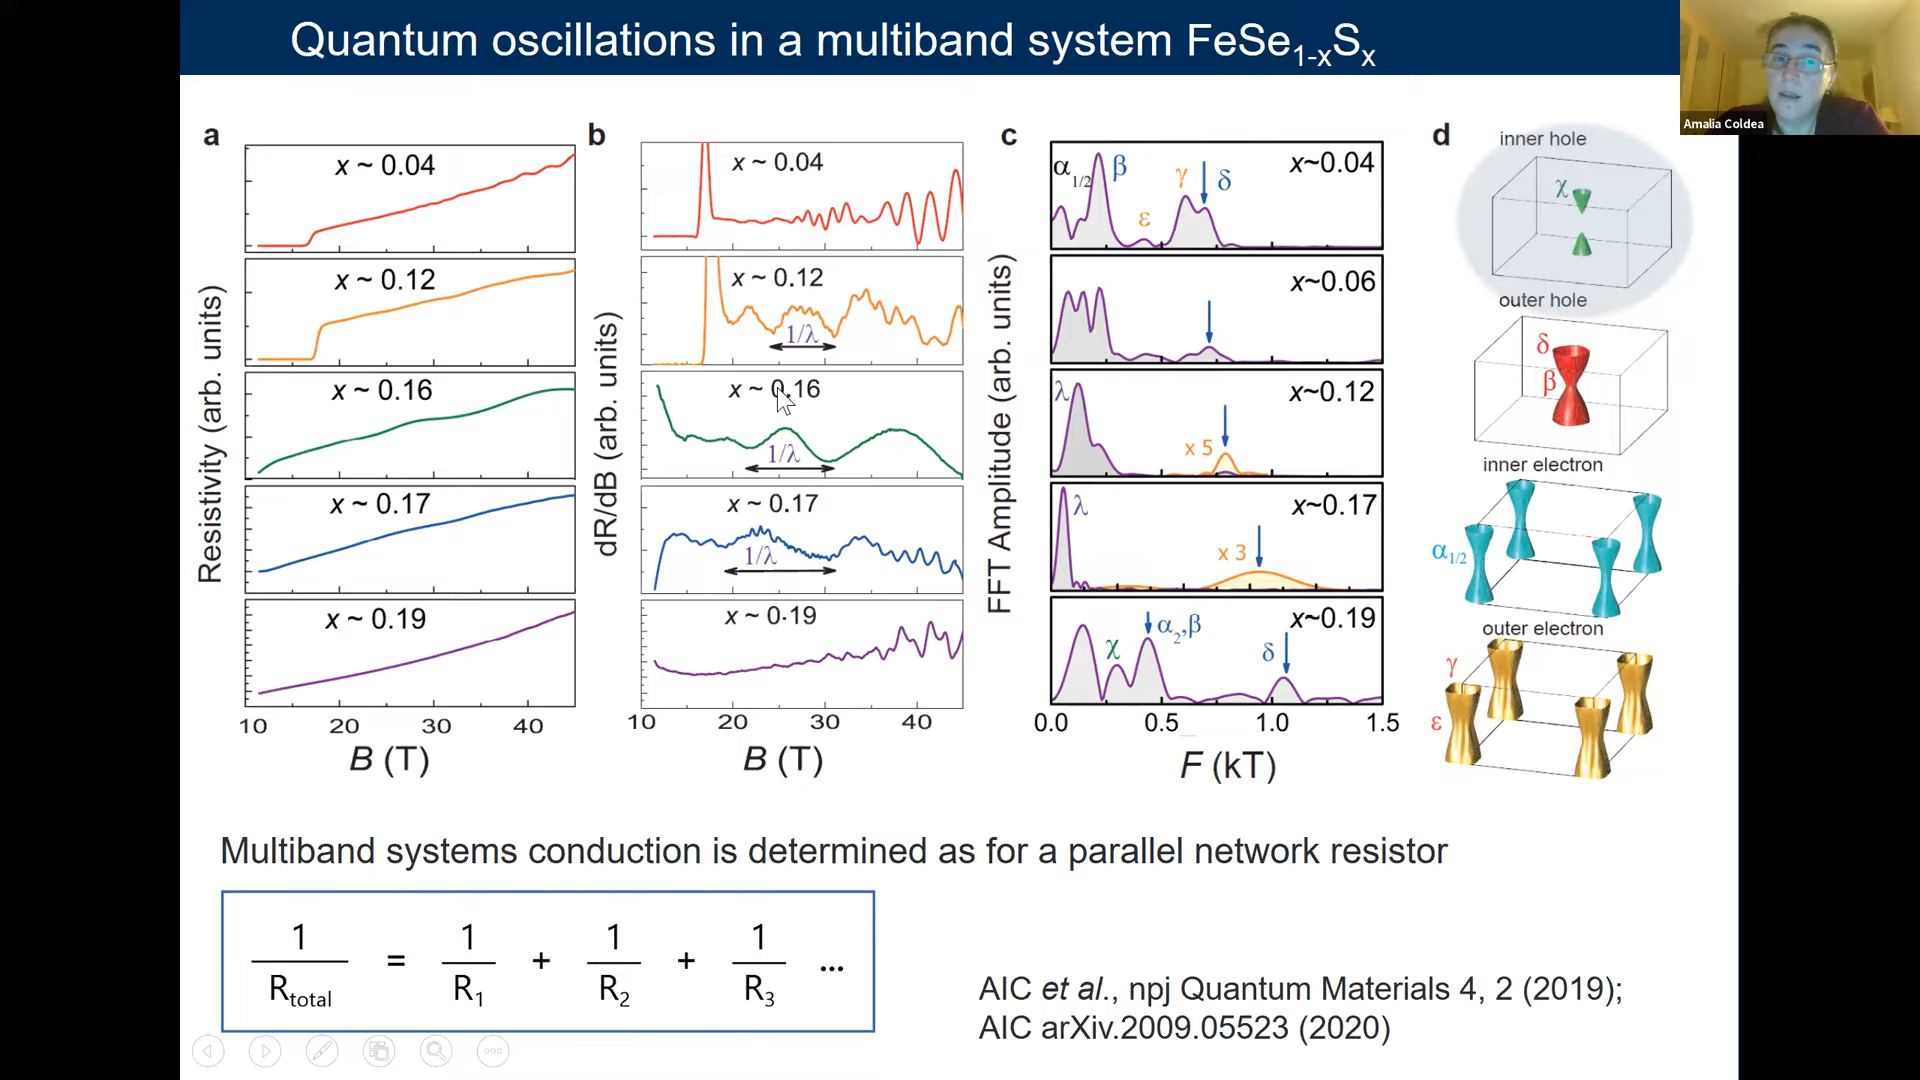 Quantum oscillations in a multiband system FeSe1-xSx
Amalia Coldea
a
b
c
d
Resistivity (arb. units)
x ~ 0.04
x ~ 0.12
x ~ 0.16
x ~ 0.17
x ~ 0.19
10 20 30 40
B (T)
dR/dB (arb. units)
x ~ 0.04
x ~ 0.12
1/λ
x ~ 0.16
1/λ
x ~ 0.17
1/λ
x ~ 0.19
10 20 30 40
B (T)
FFT Amplitude (arb. units)
α1/2 β ε γ δ x~0.04
x~0.06
λ x 5 x~0.12
λ x 3 x~0.17
χ α2,β δ x~0.19
0.0 0.5 1.0 1.5
F (kT)
inner hole
χ
outer hole
δ
β
inner electron
α1/2
outer electron
γ
ε
Multiband systems conduction is determined as for a parallel network resistor
1/Rtotal = 1/R1 + 1/R2 + 1/R3 ...
AIC et al., npj Quantum Materials 4, 2 (2019);
AIC arXiv.2009.05523 (2020)